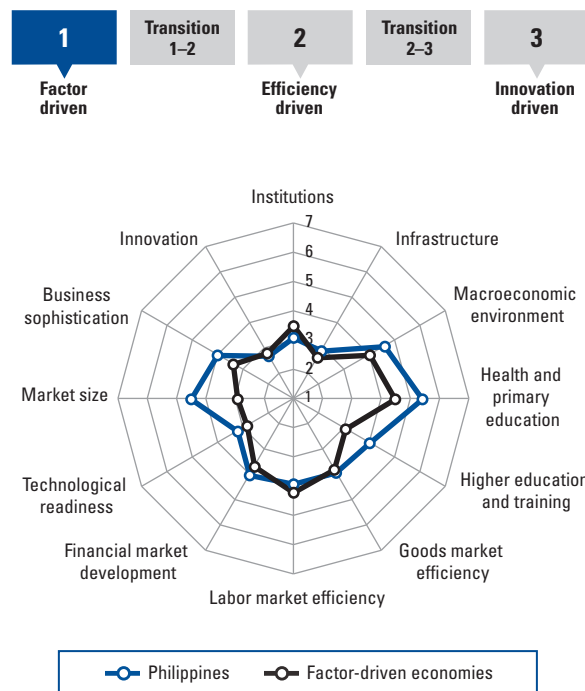 1
Transition
1–2
2
Transition
2–3
3
Factor
driven
Efficiency
driven
Innovation
driven
Institutions
Innovation
Infrastructure
Business
sophistication
Macroeconomic
environment
Market size
Health and
primary
education
Technological
readiness
Higher education
and training
Financial market
development
Goods market
efficiency
Labor market efficiency
7
6
5
4
3
2
1
Philippines
Factor-driven economies